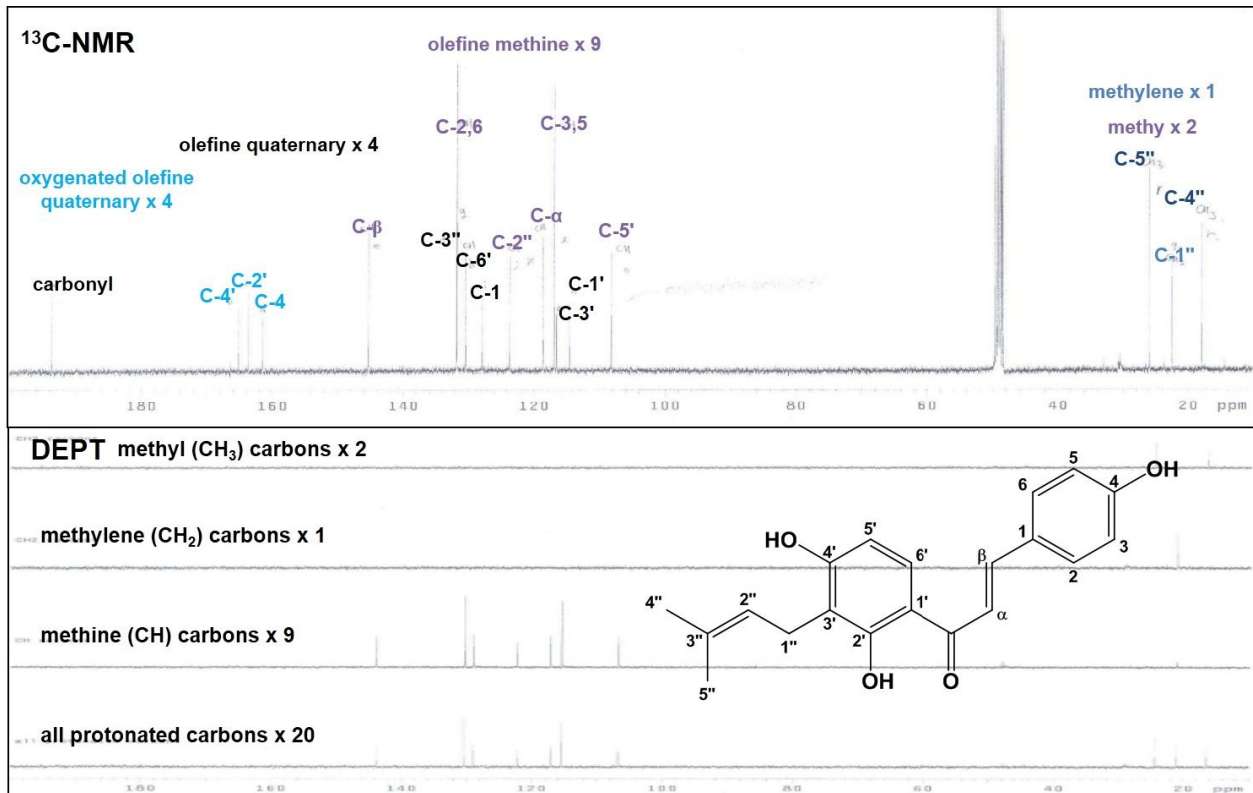 ¹³C-NMR
olefine methine x 9
methylene x 1
methy x 2
C-2,6
C-3,5
olefine quaternary x 4
oxygenated olefine
quaternary x 4
C-5"
C-4"
C-β
C-α
C-3"
C-2"
C-5'
C-6'
C-1"
carbonyl
C-4'
C-2'
C-4
C-1
C-1'
C-3'
180
160
140
120
100
80
60
40
20 ppm
DEPT methyl (CH₃) carbons x 2
methylene (CH₂) carbons x 1
methine (CH) carbons x 9
all protonated carbons x 20
5
OH
6
4
HO
5'
1
3
4'
6'
β
2
4"
2"
3'
1'
α
3"
1"
2'
5"
OH
O
180
160
140
120
100
80
60
40
20 ppm